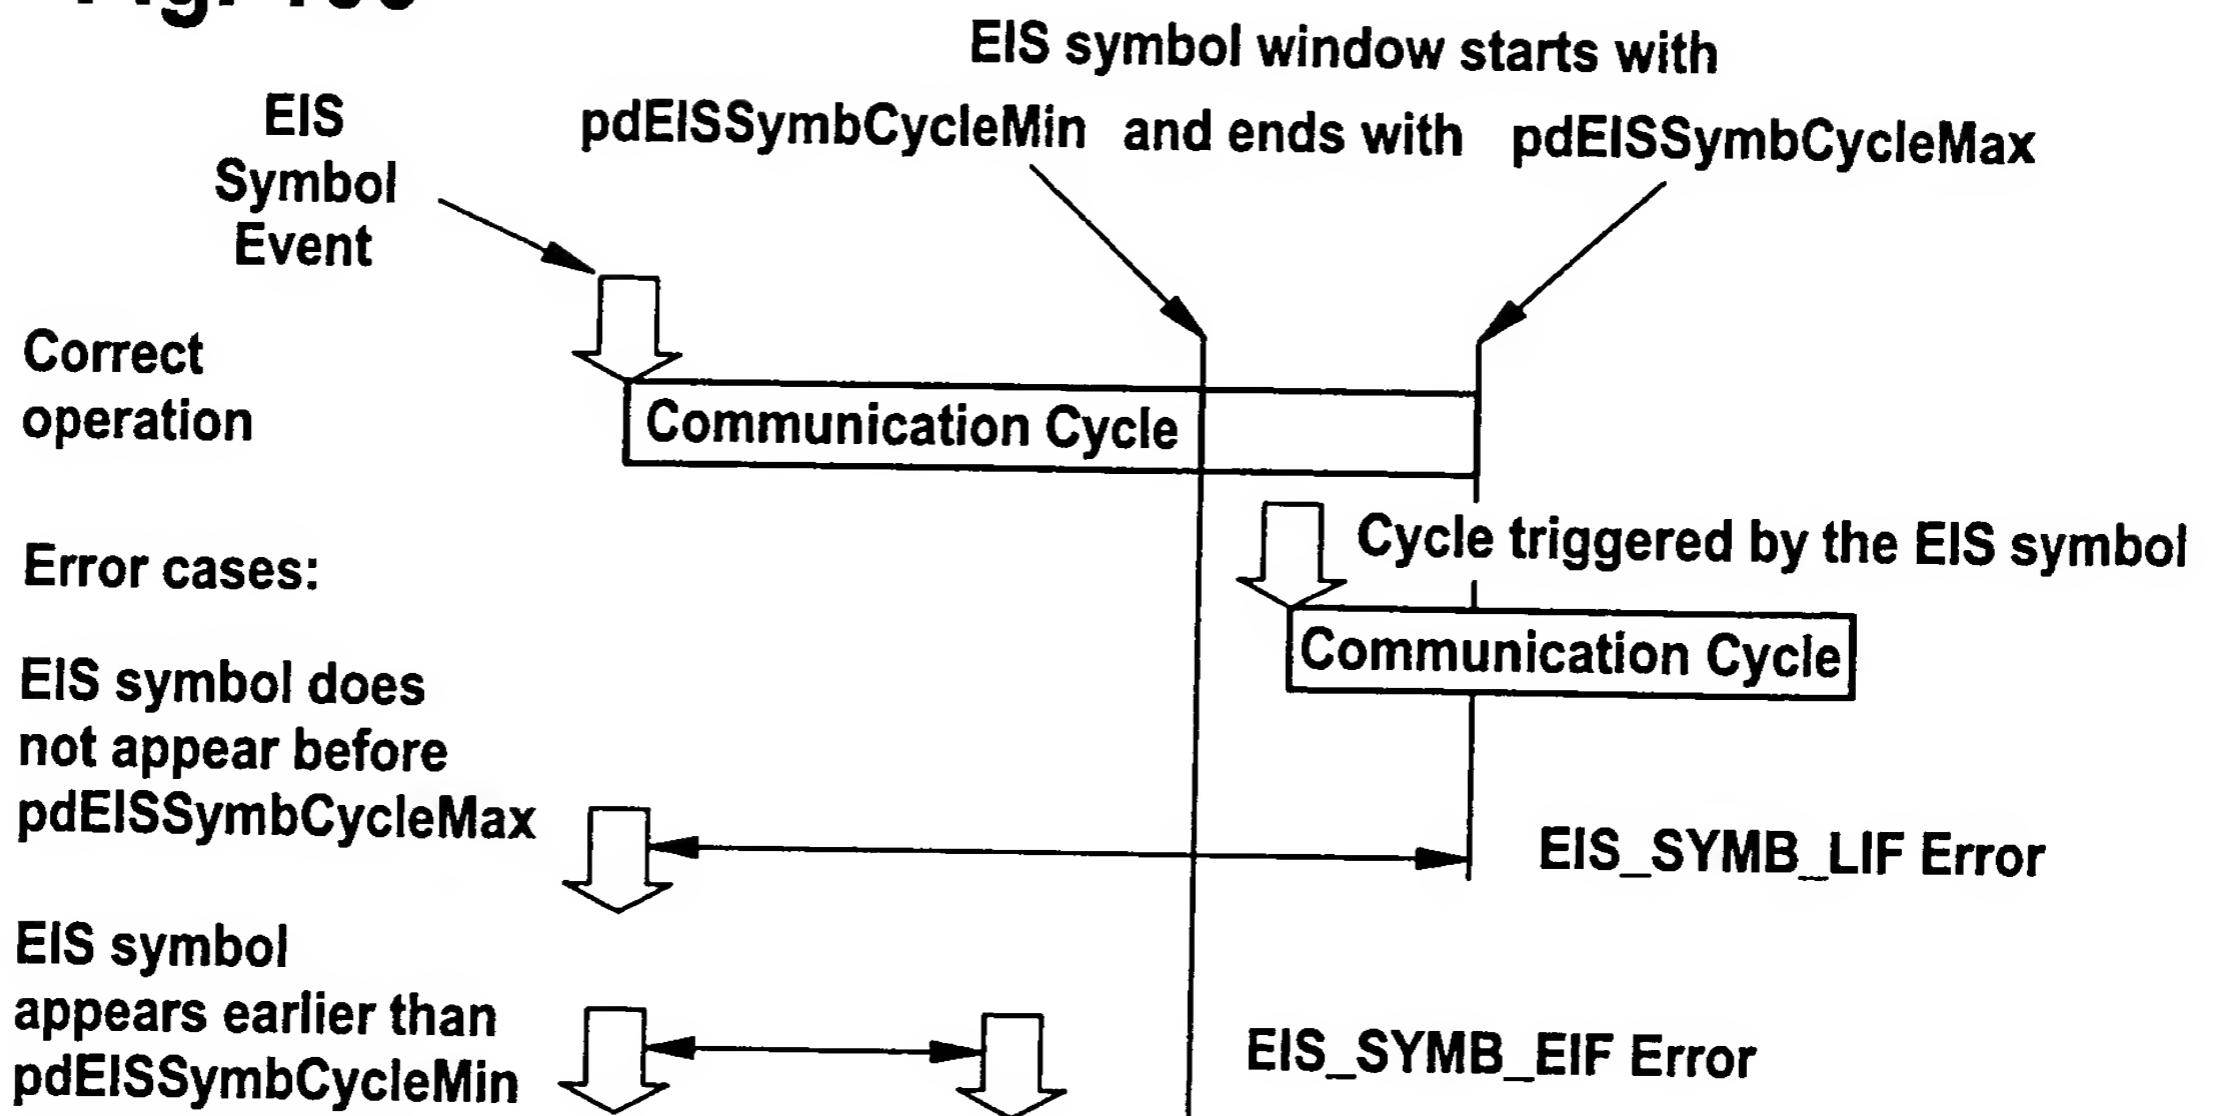 EIS symbol window starts with
EIS
Symbol
Event
pdEISSymbCycleMin and ends with pdEISSymbCycleMax
Correct
operation
Communication Cycle
Cycle triggered by the EIS symbol
Error cases:
Communication Cycle
EIS symbol does
not appear before
pdEISSymbCycleMax
EIS_SYMB_LIF Error
EIS symbol
appears earlier than
pdEISSymbCycleMin
EIS_SYMB_EIF Error